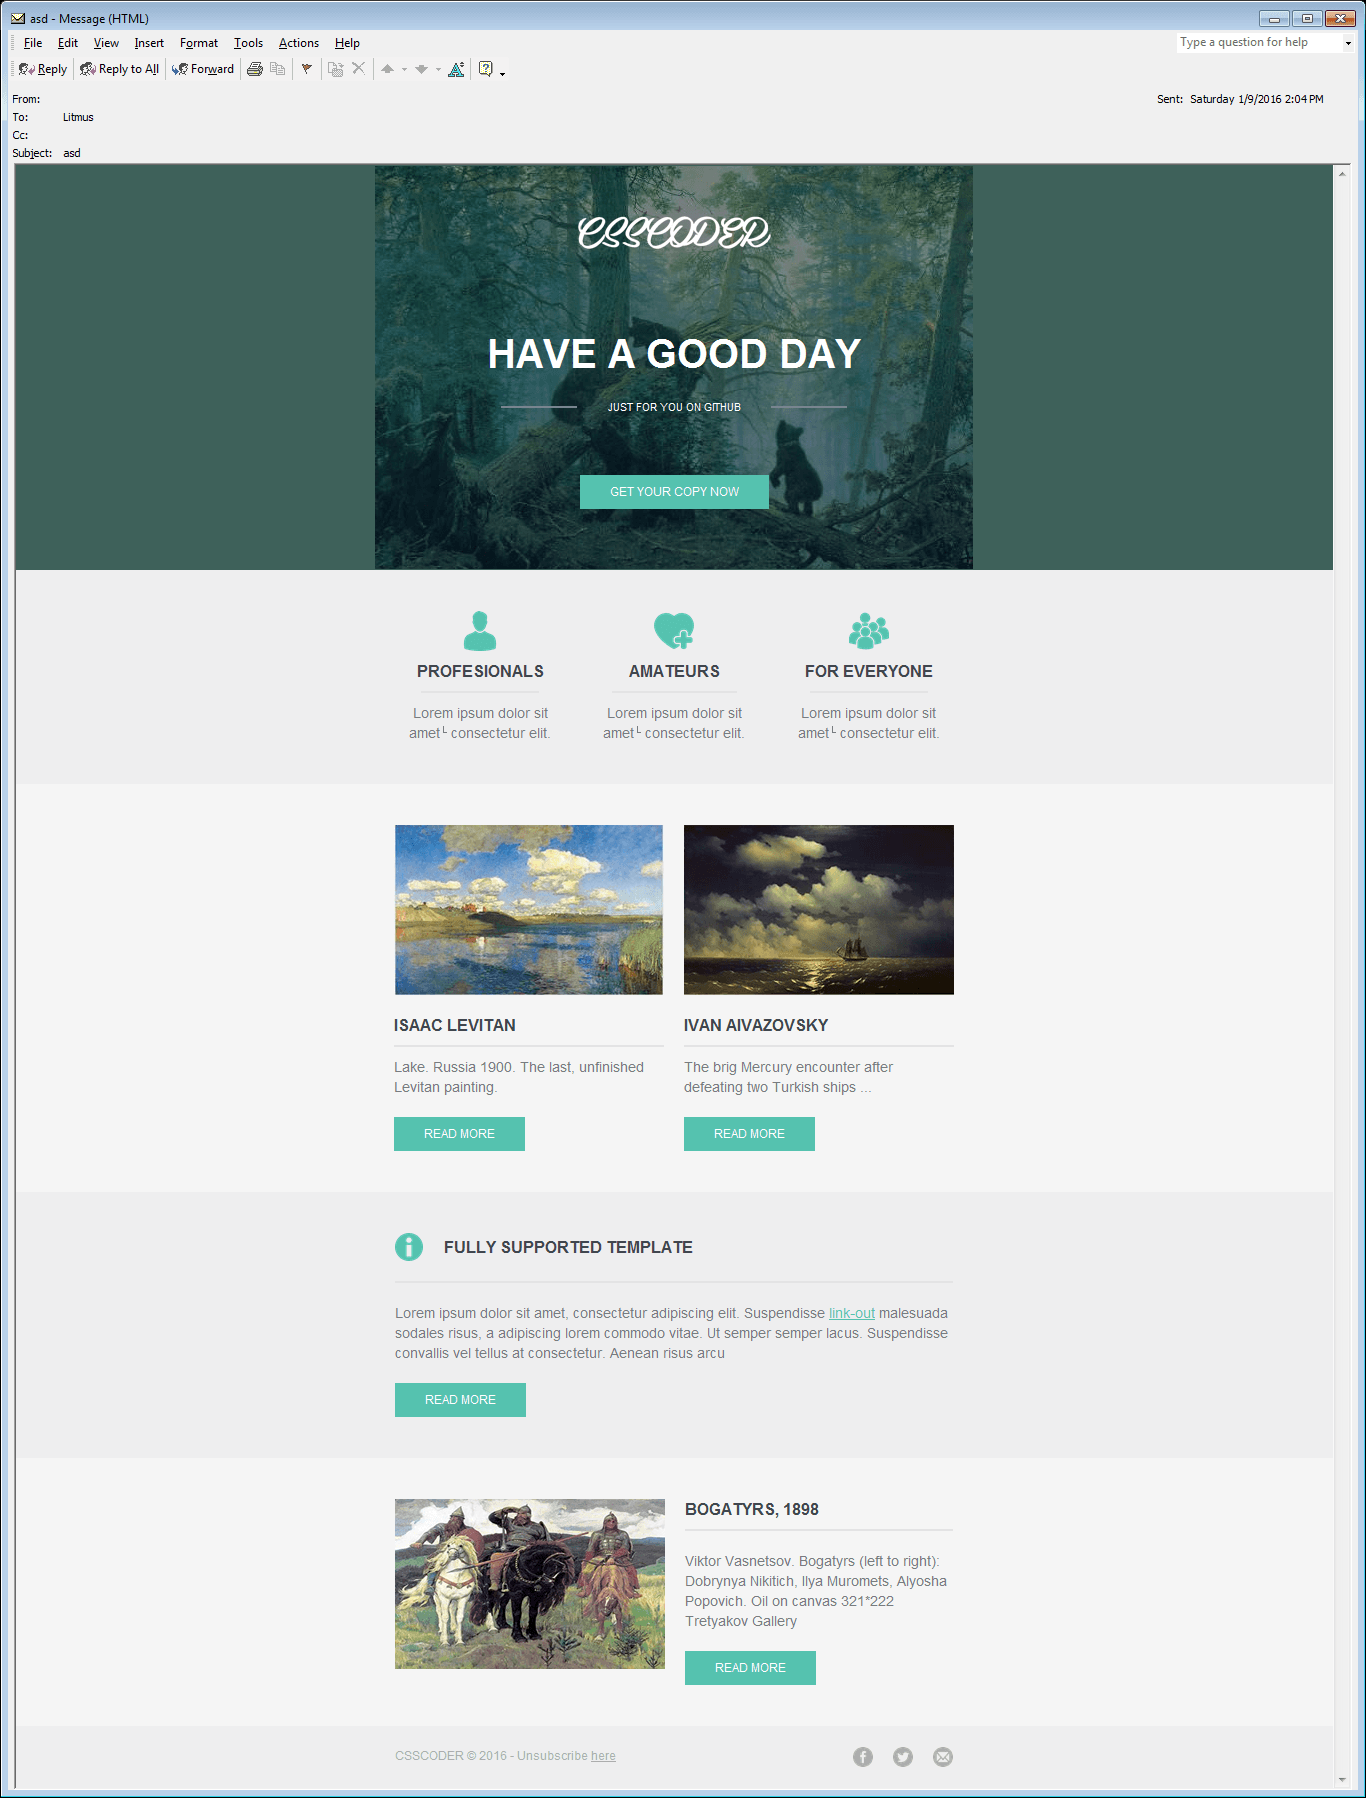 asd - Message (HTML)
File Edit View Insert Format Tools Actions Help
Type a question for help
Reply Reply to All Forward
From:
Sent: Saturday 1/9/2016 2:04 PM
To: Litmus
Cc:
Subject: asd
CSSCODER
HAVE A GOOD DAY
JUST FOR YOU ON GITHUB
GET YOUR COPY NOW
PROFESIONALS
Lorem ipsum dolor sit
amet└ consectetur elit.
AMATEURS
Lorem ipsum dolor sit
amet└ consectetur elit.
FOR EVERYONE
Lorem ipsum dolor sit
amet└ consectetur elit.
ISAAC LEVITAN
Lake. Russia 1900. The last, unfinished
Levitan painting.
READ MORE
IVAN AIVAZOVSKY
The brig Mercury encounter after
defeating two Turkish ships ...
READ MORE
FULLY SUPPORTED TEMPLATE
Lorem ipsum dolor sit amet, consectetur adipiscing elit. Suspendisse link-out malesuada
sodales risus, a adipiscing lorem commodo vitae. Ut semper semper lacus. Suspendisse
convallis vel tellus at consectetur. Aenean risus arcu
READ MORE
BOGATYRS, 1898
Viktor Vasnetsov. Bogatyrs (left to right):
Dobrynya Nikitich, Ilya Muromets, Alyosha
Popovich. Oil on canvas 321*222
Tretyakov Gallery
READ MORE
CSSCODER © 2016 - Unsubscribe here